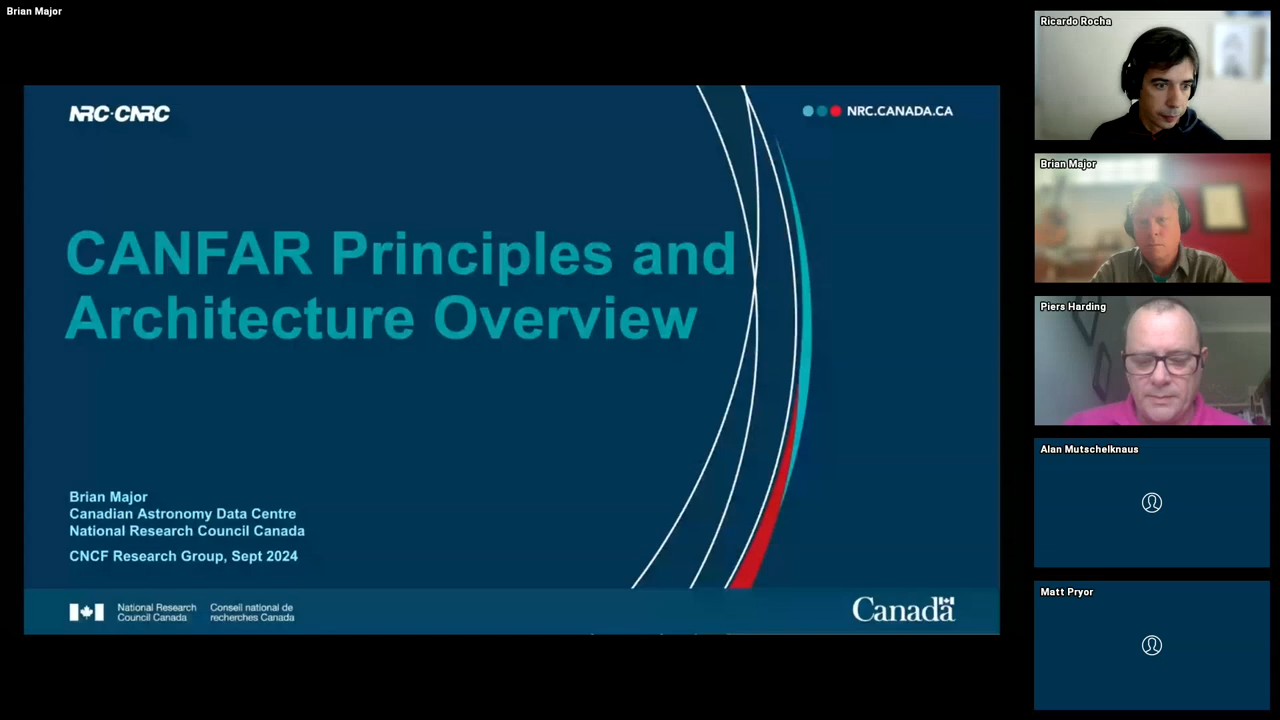 Brian Major
NRC·CNRC
NRC.CANADA.CA
CANFAR Principles and
Architecture Overview
Brian Major
Canadian Astronomy Data Centre
National Research Council Canada
CNCF Research Group, Sept 2024
National Research
Council Canada
Conseil national de
recherches Canada
Canada
Ricardo Rocha
Brian Major
Piers Harding
Alan Mutschelknaus
Matt Pryor